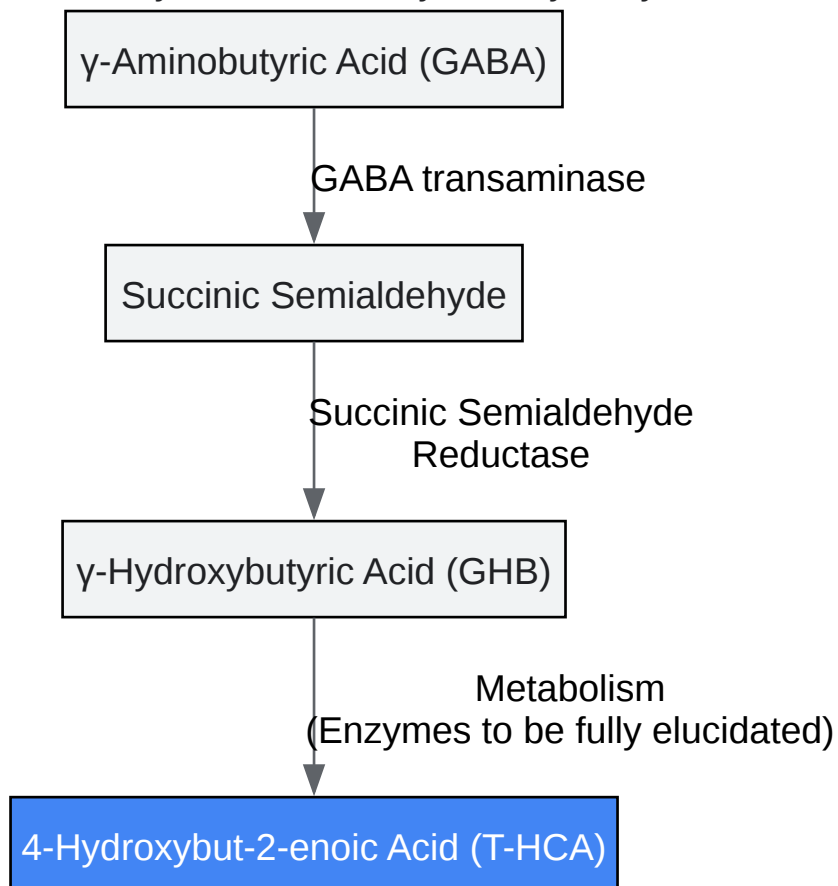 γ-Aminobutyric Acid (GABA)
GABA transaminase
Succinic Semialdehyde
Succinic Semialdehyde
Reductase
γ-Hydroxybutyric Acid (GHB)
Metabolism
(Enzymes to be fully elucidated)
4-Hydroxybut-2-enoic Acid (T-HCA)